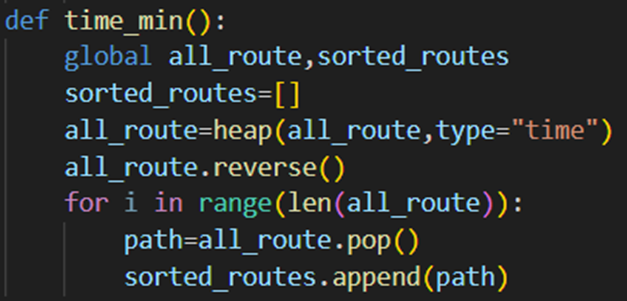 def time_min():
    global all_route,sorted_routes
    sorted_routes=[]
    all_route=heap(all_route,type="time")
    all_route.reverse()
    for i in range(len(all_route)):
        path=all_route.pop()
        sorted_routes.append(path)